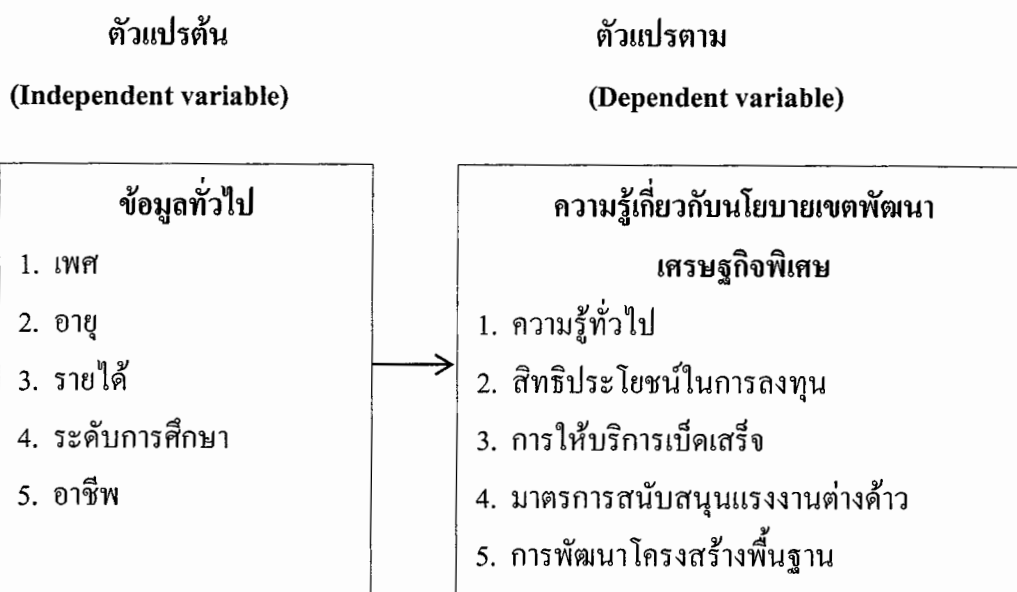 ตัวแปรต้น
(Independent variable)
ตัวแปรตาม
(Dependent variable)
ข้อมูลทั่วไป
1. เพศ
2. อายุ
3. รายได้
4. ระดับการศึกษา
5. อาชีพ
ความรู้เกี่ยวกับนโยบายเขตพัฒนา
เศรษฐกิจพิเศษ
1. ความรู้ทั่วไป
2. สิทธิประโยชน์ในการลงทุน
3. การให้บริการเบ็ดเสร็จ
4. มาตรการสนับสนุนแรงงานต่างด้าว
5. การพัฒนาโครงสร้างพื้นฐาน